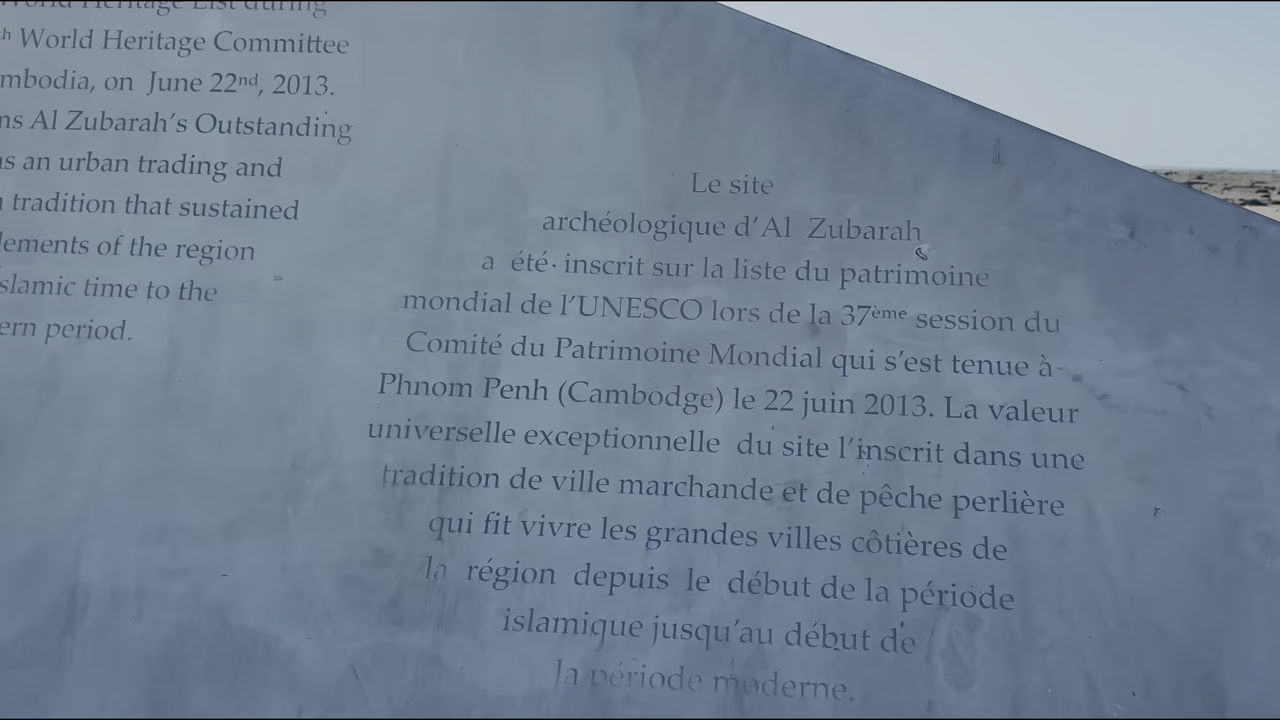 World Heritage List during
h World Heritage Committee
mbodia, on June 22nd, 2013.
ns Al Zubarah's Outstanding
as an urban trading and
tradition that sustained
lements of the region
slamic time to the
ern period.
Le site
archéologique d'Al Zubarah
a été inscrit sur la liste du patrimoine
mondial de l'UNESCO lors de la 37ème session du
Comité du Patrimoine Mondial qui s'est tenue à
Phnom Penh (Cambodge) le 22 juin 2013. La valeur
universelle exceptionnelle du site l'inscrit dans une
tradition de ville marchande et de pêche perlière
qui fit vivre les grandes villes côtières de
la région depuis le début de la période
islamique jusqu'au début de
la période moderne.